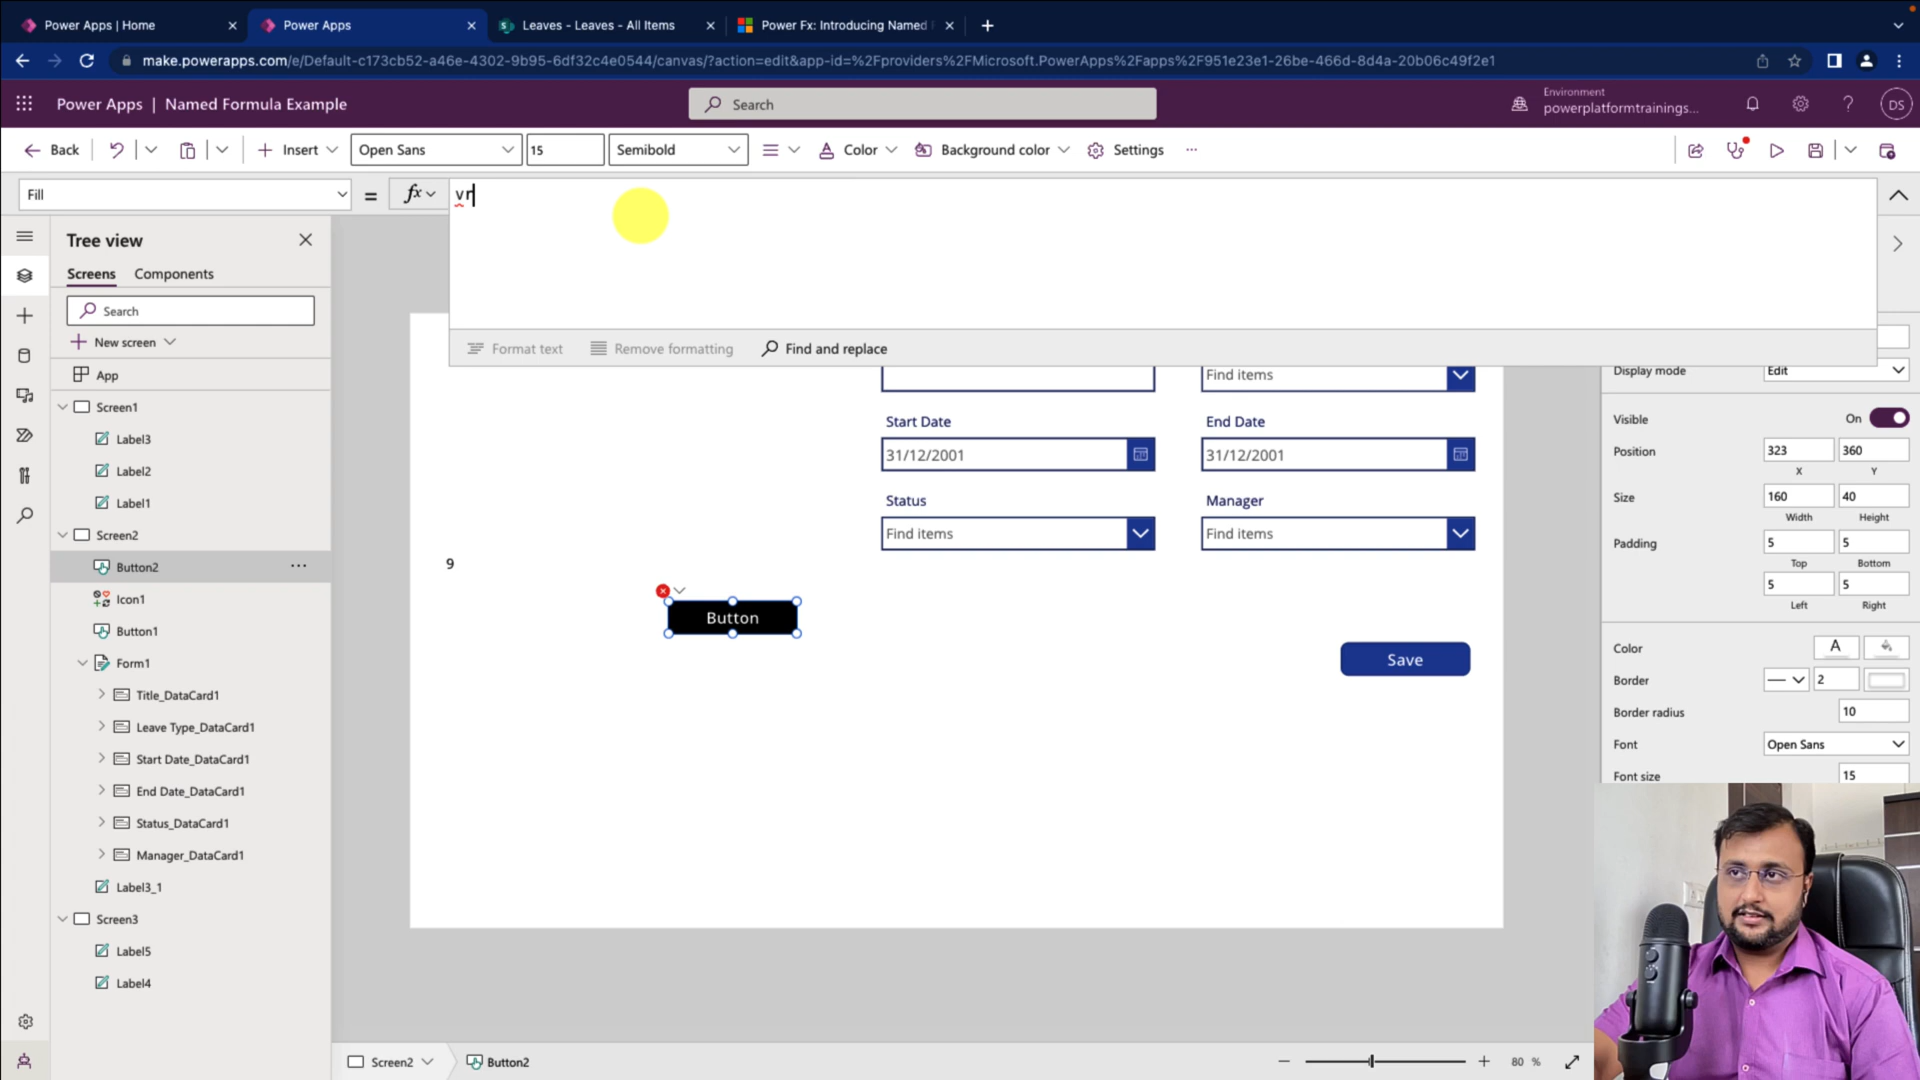 Power Apps | Home
Power Apps
Leaves - Leaves - All Items
Power Fx: Introducing Named
make.powerapps.com/e/Default-c173cb52-a46e-4302-9b95-6df32c4e0544/canvas/?action=edit&app-id=%2Fproviders%2FMicrosoft.PowerApps%2Fapps%2F951e23e1-26be-466d-8d4a-20b06c49f2e1
Power Apps | Named Formula Example
Search
Environment
powerplatformtrainings...
DS
Back
Insert
Open Sans
15
Semibold
Color
Background color
Settings
Fill
=
fx
vr
Tree view
Screens
Components
Search
New screen
App
Screen1
Label3
Label2
Label1
Screen2
Button2
Icon1
Button1
Form1
Title_DataCard1
Leave Type_DataCard1
Start Date_DataCard1
End Date_DataCard1
Status_DataCard1
Manager_DataCard1
Label3_1
Screen3
Label5
Label4
Format text
Remove formatting
Find and replace
Find items
Start Date
End Date
31/12/2001
31/12/2001
Status
Manager
Find items
Find items
9
Button
Save
Display mode
Edit
Visible
On
Position
323
360
X
Y
Size
160
40
Width
Height
Padding
5
5
Top
Bottom
5
5
Left
Right
Color
A
Border
2
Border radius
10
Font
Open Sans
Font size
15
Screen2
Button2
80 %